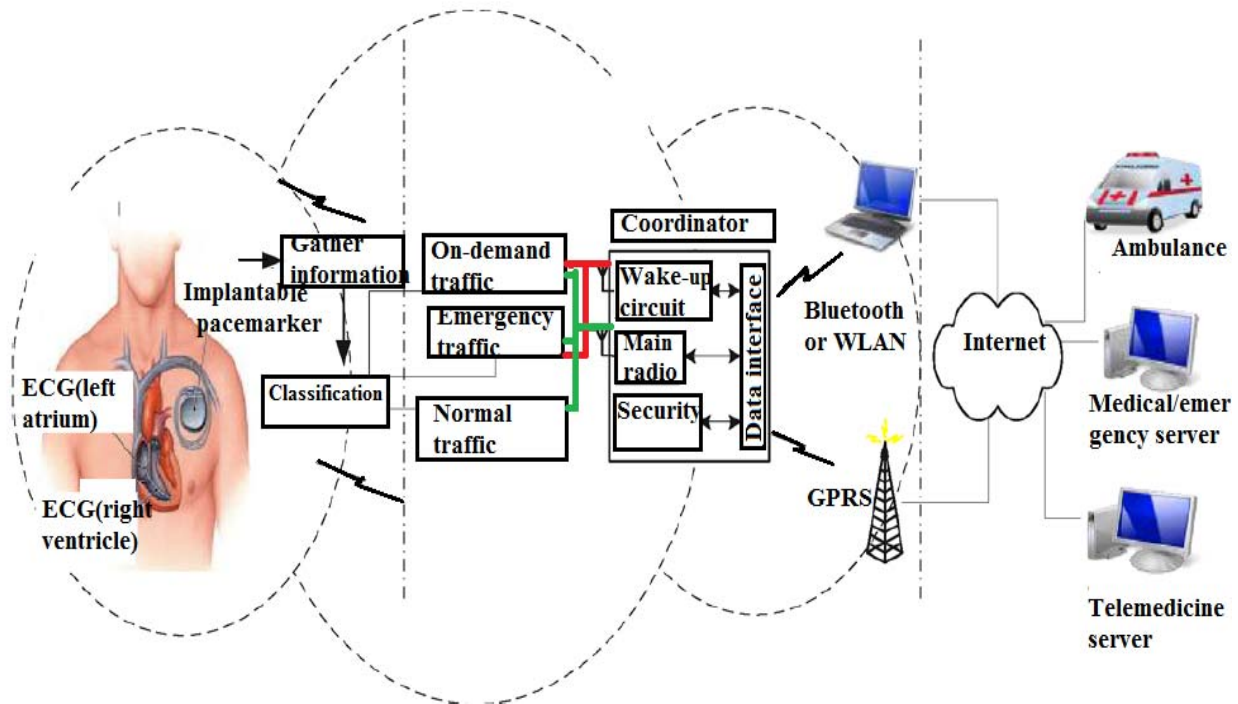 Gather
information
Implantable
pacemarker
ECG(left
atrium)
ECG(right
ventricle)
Classification
On-demand
traffic
Emergency
traffic
Normal
traffic
Coordinator
Wake-up
circuit
Main
radio
Security
Data interface
Bluetooth
or WLAN
GPRS
Internet
Ambulance
Medical/emer
gency server
Telemedicine
server